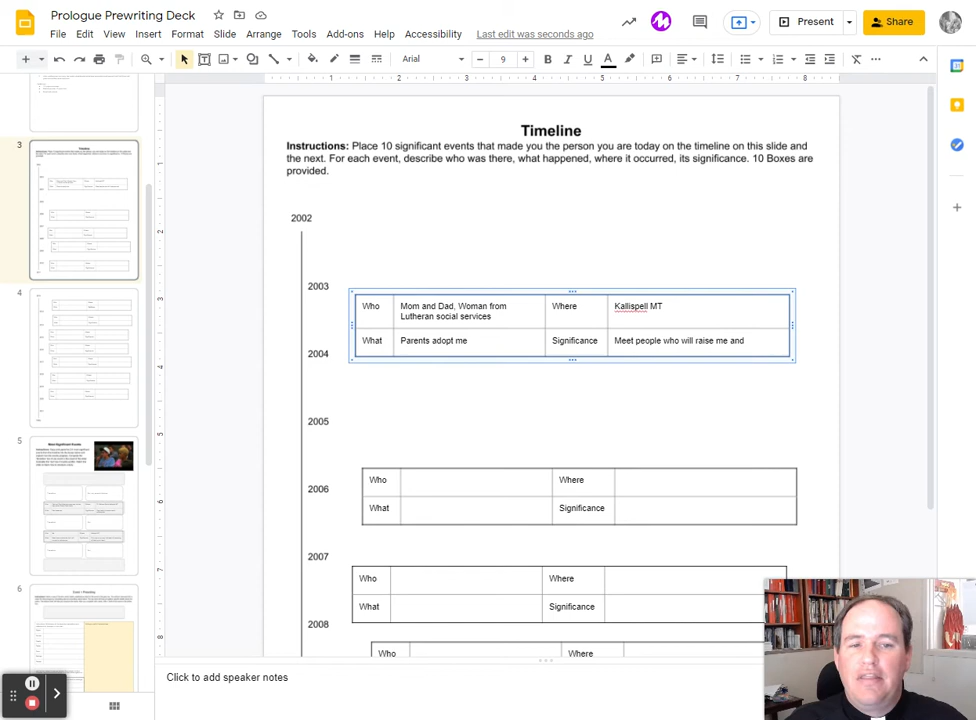 Prologue Prewriting Deck
File Edit View Insert Format Slide Arrange Tools Add-ons Help Accessibility Last edit was seconds ago
Present
Share
Arial
9
B I U A
Timeline
Instructions: Place 10 significant events that made you the person you are today on the timeline on this slide and
the next. For each event, describe who was there, what happened, where it occurred, its significance. 10 Boxes are
provided.
2002
2003
Who Mom and Dad, Woman from Where Kallispell MT
Lutheran social services
What Parents adopt me Significance Meet people who will raise me and
2004
2005
Who Where
2006
What Significance
2007
Who Where
What Significance
2008
Who Where
Click to add speaker notes
3
4
5
6